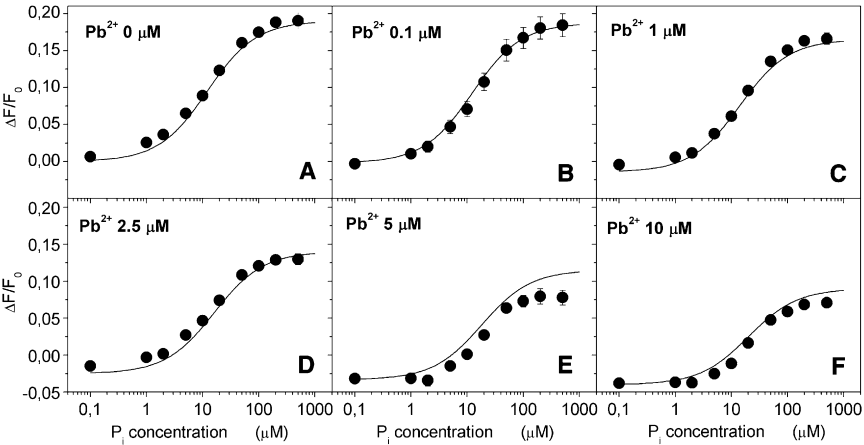 Pb2+ 0 μM
Pb2+ 0.1 μM
Pb2+ 1 μM
0,20
0,15
0,10
0,05
0,00
ΔF/F0
A
B
C
Pb2+ 2.5 μM
Pb2+ 5 μM
Pb2+ 10 μM
0,20
0,15
0,10
0,05
0,00
-0,05
ΔF/F0
D
E
F
0,1 1 10 100 1000
0,1 1 10 100 1000
0,1 1 10 100 1000
Pi concentration (μM)
Pi concentration (μM)
Pi concentration (μM)